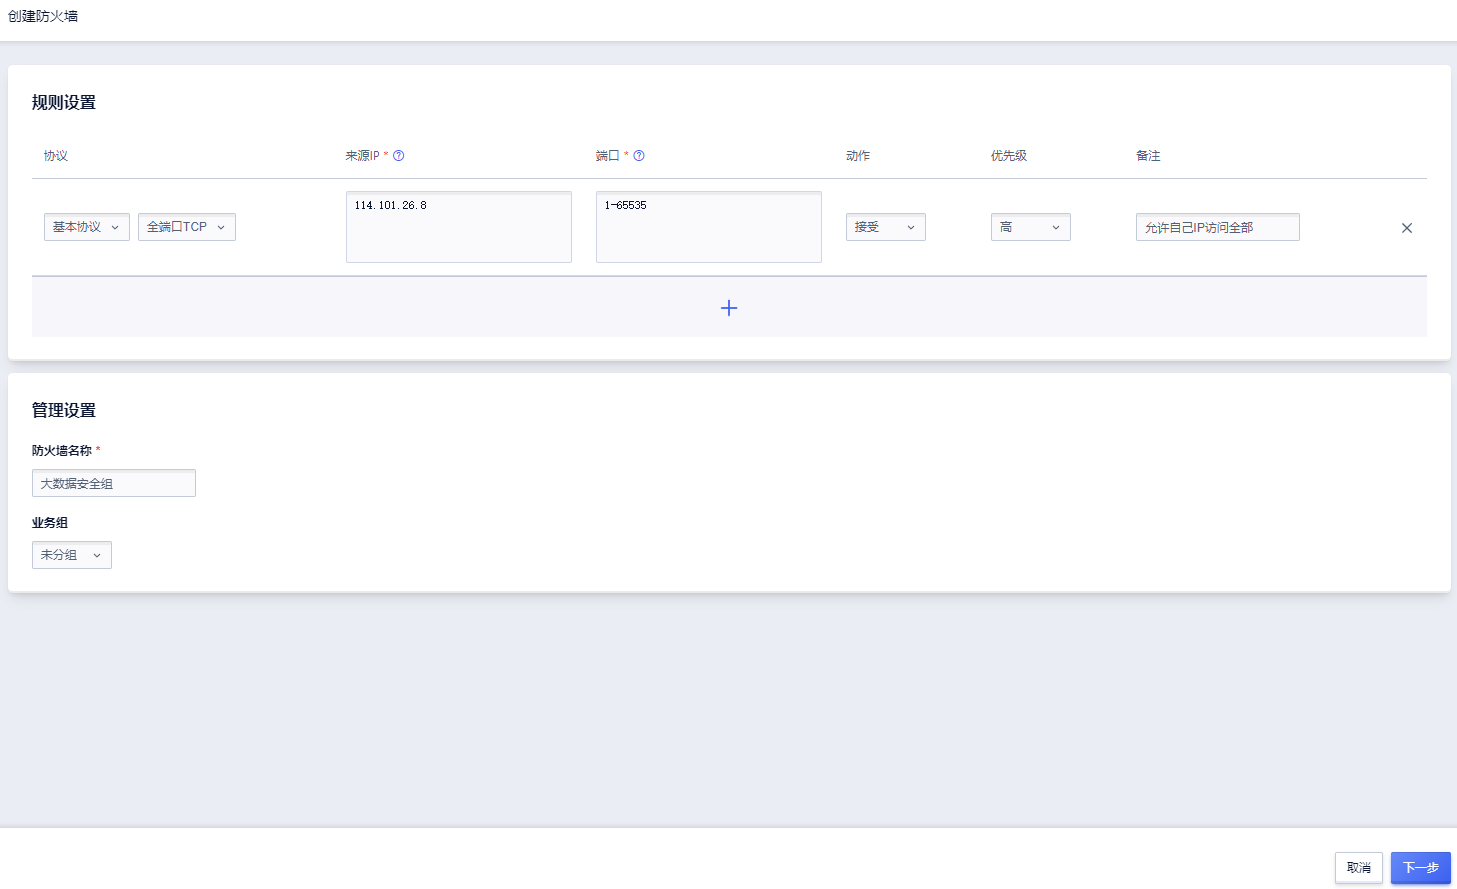 创建防火墙
规则设置
协议 来源IP * 端口 * 动作 优先级 备注
基本协议 全端口TCP 114.101.26.8 1-65535 接受 高 允许自己IP访问全部
管理设置
防火墙名称 *
大数据安全组
业务组
未分组
取消 下一步